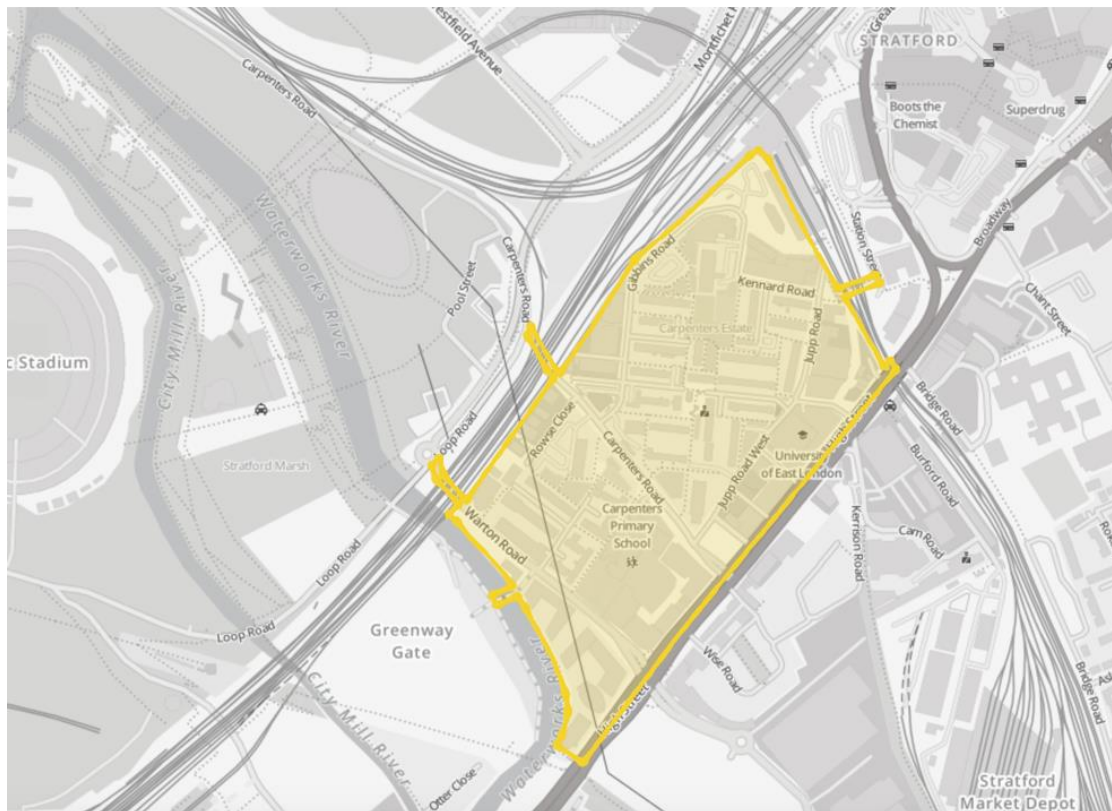 STRATFORD
Westfield Avenue
Montfichet
Great
Carpenters Road
Boots the
Chemist
Superdrug
Broadway
Station Street
Chant Street
Waterworks River
City Mill River
Carpenters Road
Pool Street
Gibbins Road
Kennard Road
Carpenters Estate
Jupp Road
c Stadium
Stratford Marsh
Loop Road
Rowse Close
Carpenters Road
Jupp Road West
University
of East London
Bridge Road
Burford Road
Kerrison Road
Cam Road
Carpenters
Primary
School
Warton Road
Loop Road
Loop Road
Greenway
Gate
Wise Road
Bridge Road
City Mill River
Waterworks River
Otter Close
Stratford
Market Depot